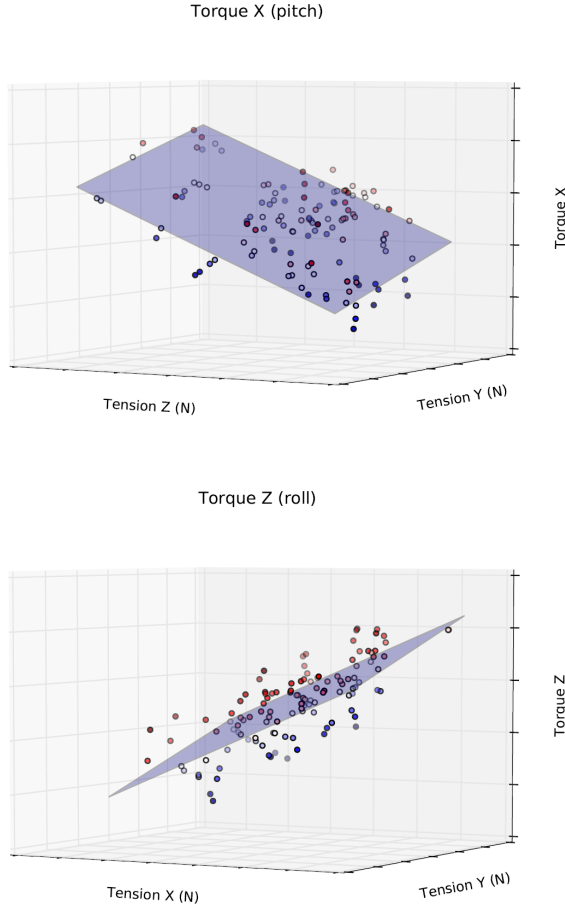 Torque X (pitch)
Torque X
Tension Z (N)
Tension Y (N)
Torque Z (roll)
Torque Z
Tension X (N)
Tension Y (N)